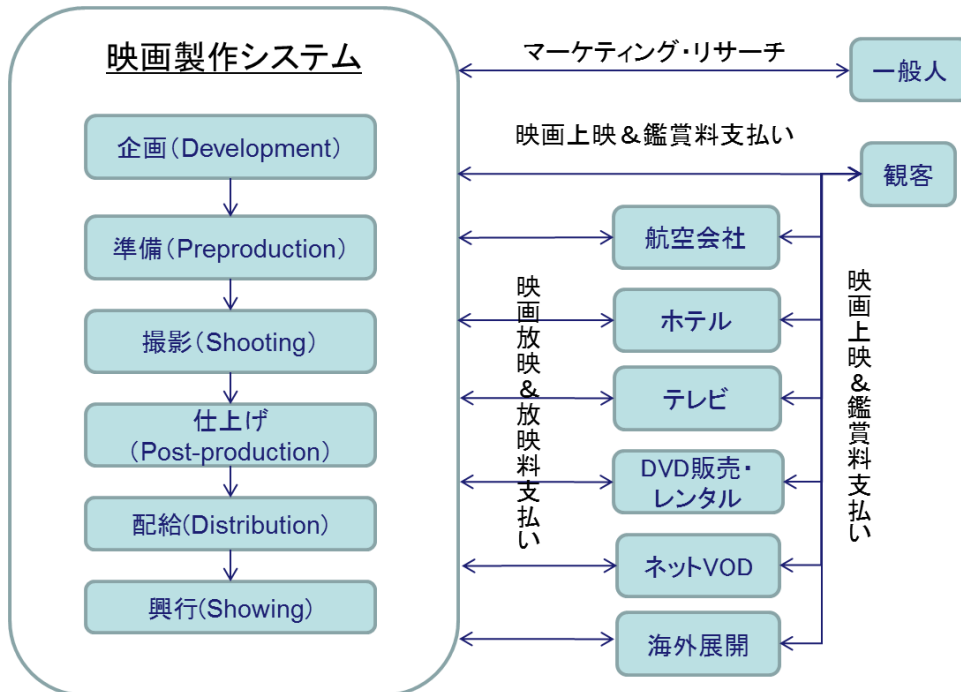 映画製作システム
企画(Development)
準備(Preproduction)
撮影(Shooting)
仕上げ
(Post-production)
配給(Distribution)
興行(Showing)
マーケティング・リサーチ
一般人
映画上映&鑑賞料支払い
観客
航空会社
ホテル
テレビ
DVD販売・
レンタル
ネットVOD
海外展開
映画放映&放映料支払い
映画上映&鑑賞料支払い